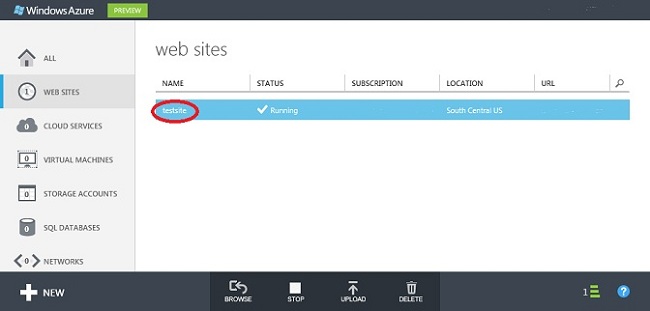 Windows Azure PREVIEW
ALL
1 WEB SITES
0 CLOUD SERVICES
0 VIRTUAL MACHINES
0 STORAGE ACCOUNTS
0 SQL DATABASES
0 NETWORKS
web sites
NAME STATUS SUBSCRIPTION LOCATION URL
testsite Running South Central US
NEW
BROWSE STOP UPLOAD DELETE
1 ?